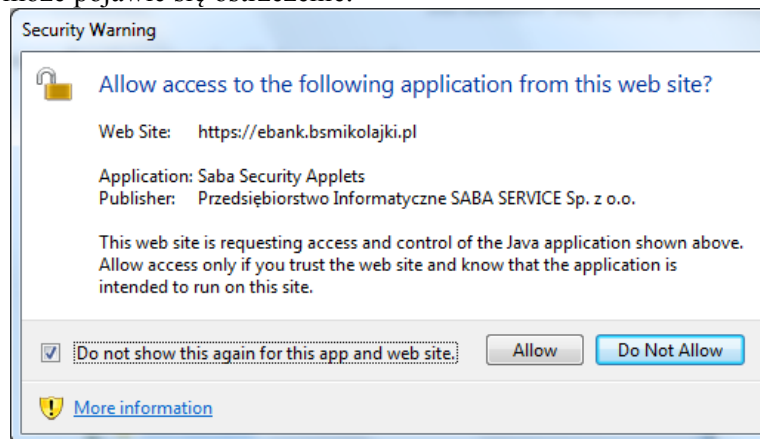 może pojawić się ostrzeżenie:
Security Warning
Allow access to the following application from this web site?
Web Site: https://ebank.bsmikolajki.pl
Application: Saba Security Applets
Publisher: Przedsiębiorstwo Informatyczne SABA SERVICE Sp. z o.o.
This web site is requesting access and control of the Java application shown above.
Allow access only if you trust the web site and know that the application is
intended to run on this site.
Do not show this again for this app and web site. Allow Do Not Allow
More information